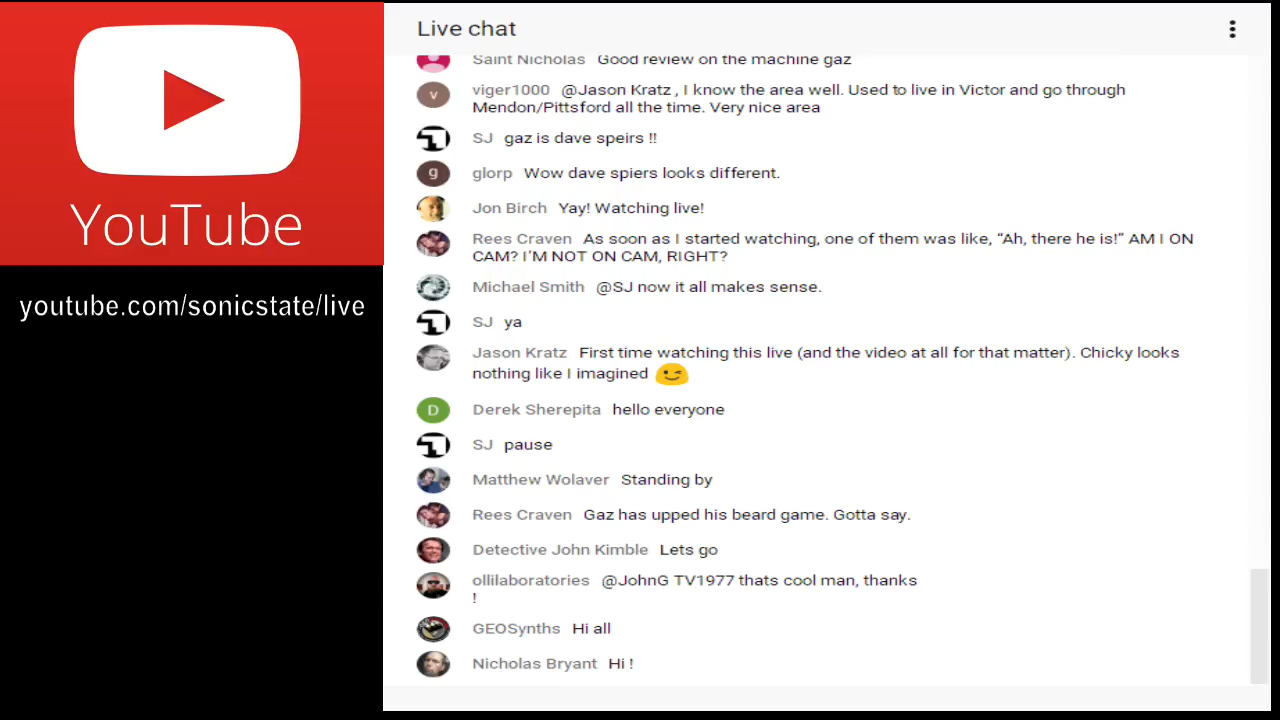 YouTube
youtube.com/sonicstate/live
Live chat
Saint Nicholas Good review on the machine gaz
v viger1000 @Jason Kratz , I know the area well. Used to live in Victor and go through
Mendon/Pittsford all the time. Very nice area
SJ gaz is dave speirs !!
g glorp Wow dave spiers looks different.
Jon Birch Yay! Watching live!
Rees Craven As soon as I started watching, one of them was like, “Ah, there he is!” AM I ON
CAM? I’M NOT ON CAM, RIGHT?
Michael Smith @SJ now it all makes sense.
SJ ya
Jason Kratz First time watching this live (and the video at all for that matter). Chicky looks
nothing like I imagined 😉
D Derek Sherepita hello everyone
SJ pause
Matthew Wolaver Standing by
Rees Craven Gaz has upped his beard game. Gotta say.
Detective John Kimble Lets go
ollilaboratories @JohnG TV1977 thats cool man, thanks
!
GEOSynths Hi all
Nicholas Bryant Hi !